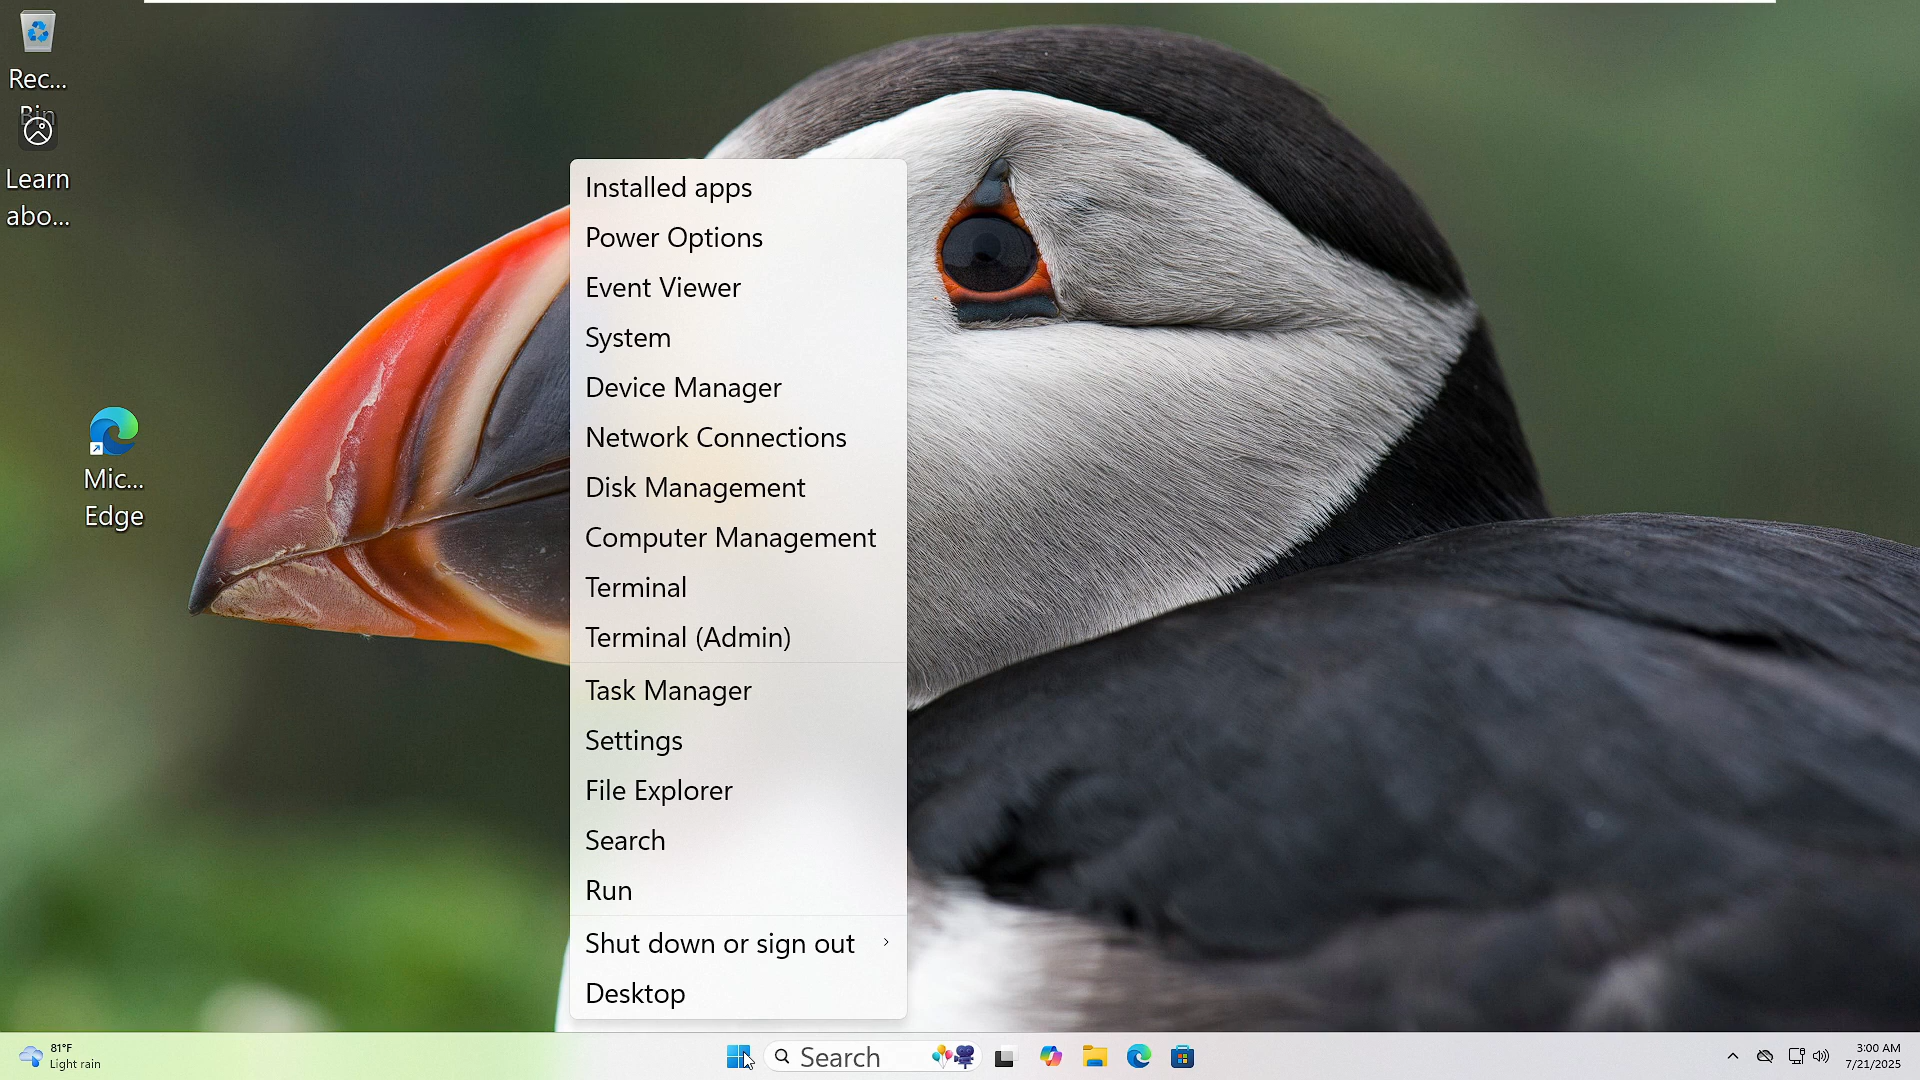 Rec...
Bin
Learn
abo...
Mic...
Edge
Installed apps
Power Options
Event Viewer
System
Device Manager
Network Connections
Disk Management
Computer Management
Terminal
Terminal (Admin)
Task Manager
Settings
File Explorer
Search
Run
Shut down or sign out
Desktop
81°F
Light rain
Search
3:00 AM
7/21/2025